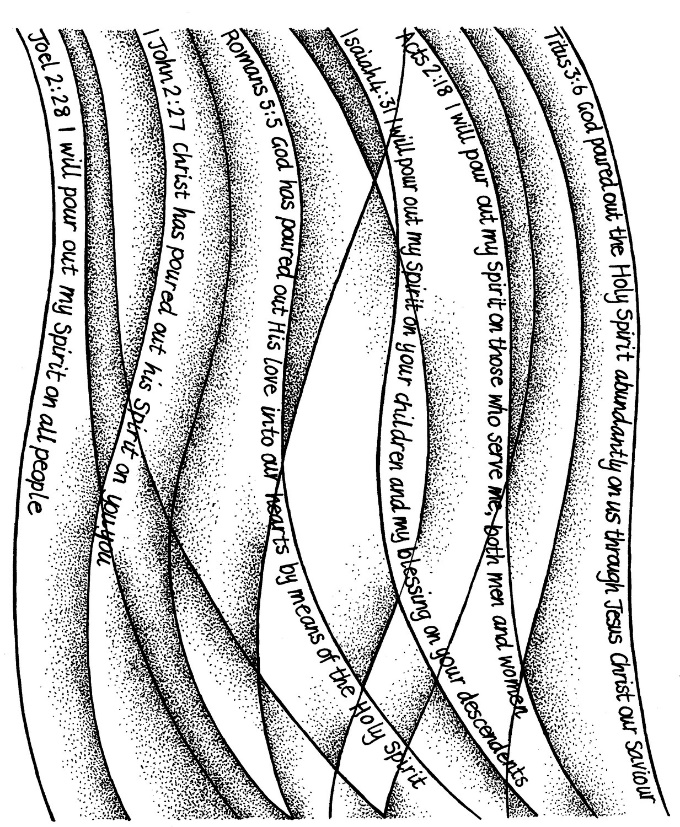 Joel 2:28 I will pour out my Spirit on all people
1 John 2:27 Christ has poured out his Spirit on you, you
Romans 5:5 God has poured out His love into our hearts by means of the Holy Spirit
Isaiah 4:31 I will pour out my Spirit on your children and my blessing on your descendents
Acts 2:18 I will pour out my Spirit on those who serve me, both men and women
Titus 3:6 God poured out the Holy Spirit abundantly on us through Jesus Christ our Saviour